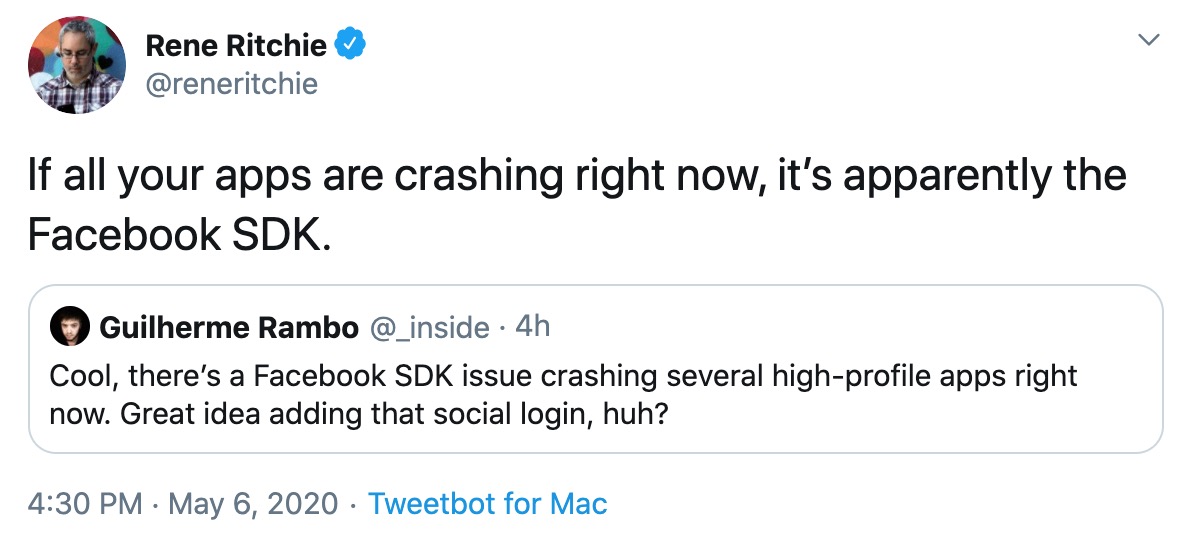 Rene Ritchie
@reneritchie
If all your apps are crashing right now, it’s apparently the
Facebook SDK.
Guilherme Rambo @_inside · 4h
Cool, there’s a Facebook SDK issue crashing several high-profile apps right
now. Great idea adding that social login, huh?
4:30 PM · May 6, 2020 · Tweetbot for Mac